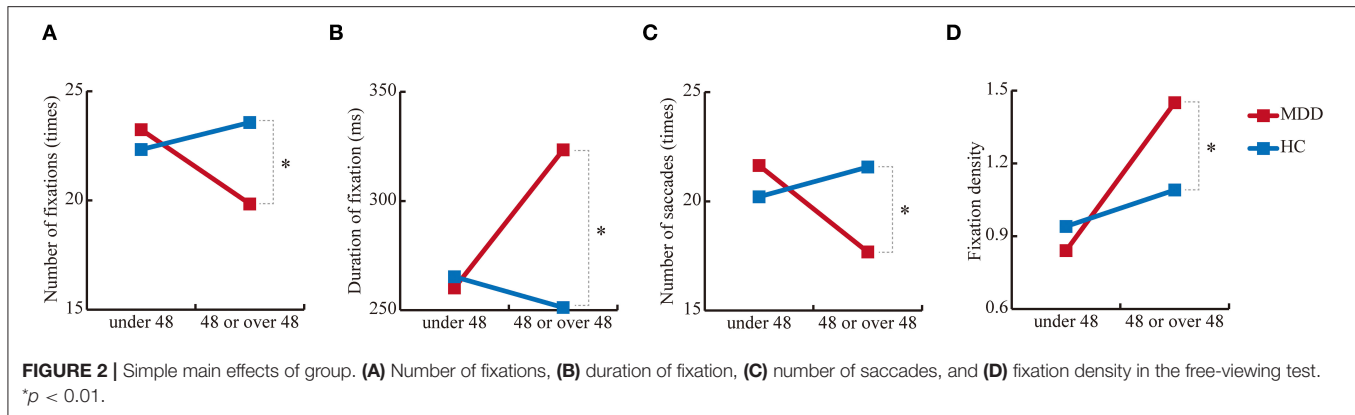 A
B
C
D
Number of fixations (times)
25
20
15
under 48
48 or over 48
*
Duration of fixation (ms)
350
300
250
under 48
48 or over 48
*
Number of saccades (times)
25
20
15
under 48
48 or over 48
*
Fixation density
1.5
1.2
0.9
0.6
under 48
48 or over 48
*
MDD
HC
FIGURE 2 | Simple main effects of group. (A) Number of fixations, (B) duration of fixation, (C) number of saccades, and (D) fixation density in the free-viewing test.
*p < 0.01.